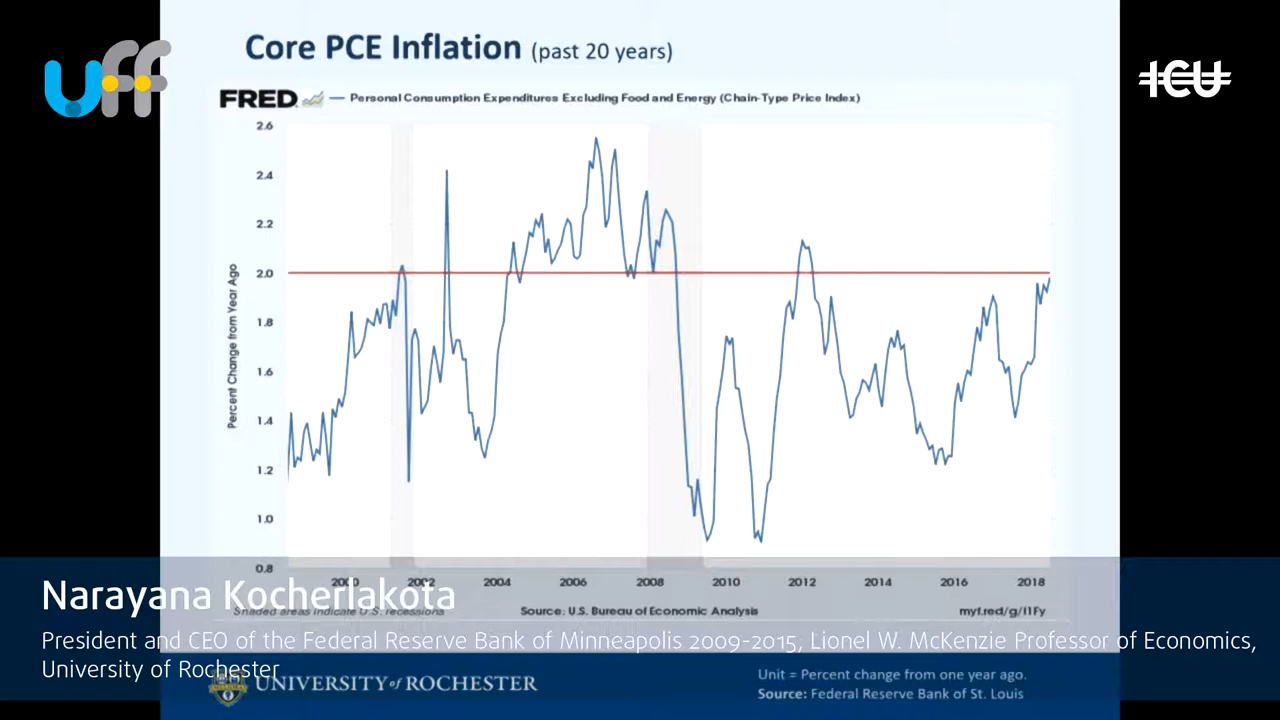 Core PCE Inflation (past 20 years)
uff
ICU
FRED
Personal Consumption Expenditures Excluding Food and Energy (Chain-Type Price Index)
Percent Change from Year Ago
2.6
2.4
2.2
2.0
1.8
1.6
1.4
1.2
1.0
0.8
2000 2002 2004 2006 2008 2010 2012 2014 2016 2018
Shaded areas indicate U.S. recessions Source: U.S. Bureau of Economic Analysis myf.red/g/l1Fy
Narayana Kocherlakota
President and CEO of the Federal Reserve Bank of Minneapolis 2009-2015, Lionel W. McKenzie Professor of Economics,
University of Rochester
UNIVERSITY of ROCHESTER
Unit = Percent change from one year ago.
Source: Federal Reserve Bank of St. Louis